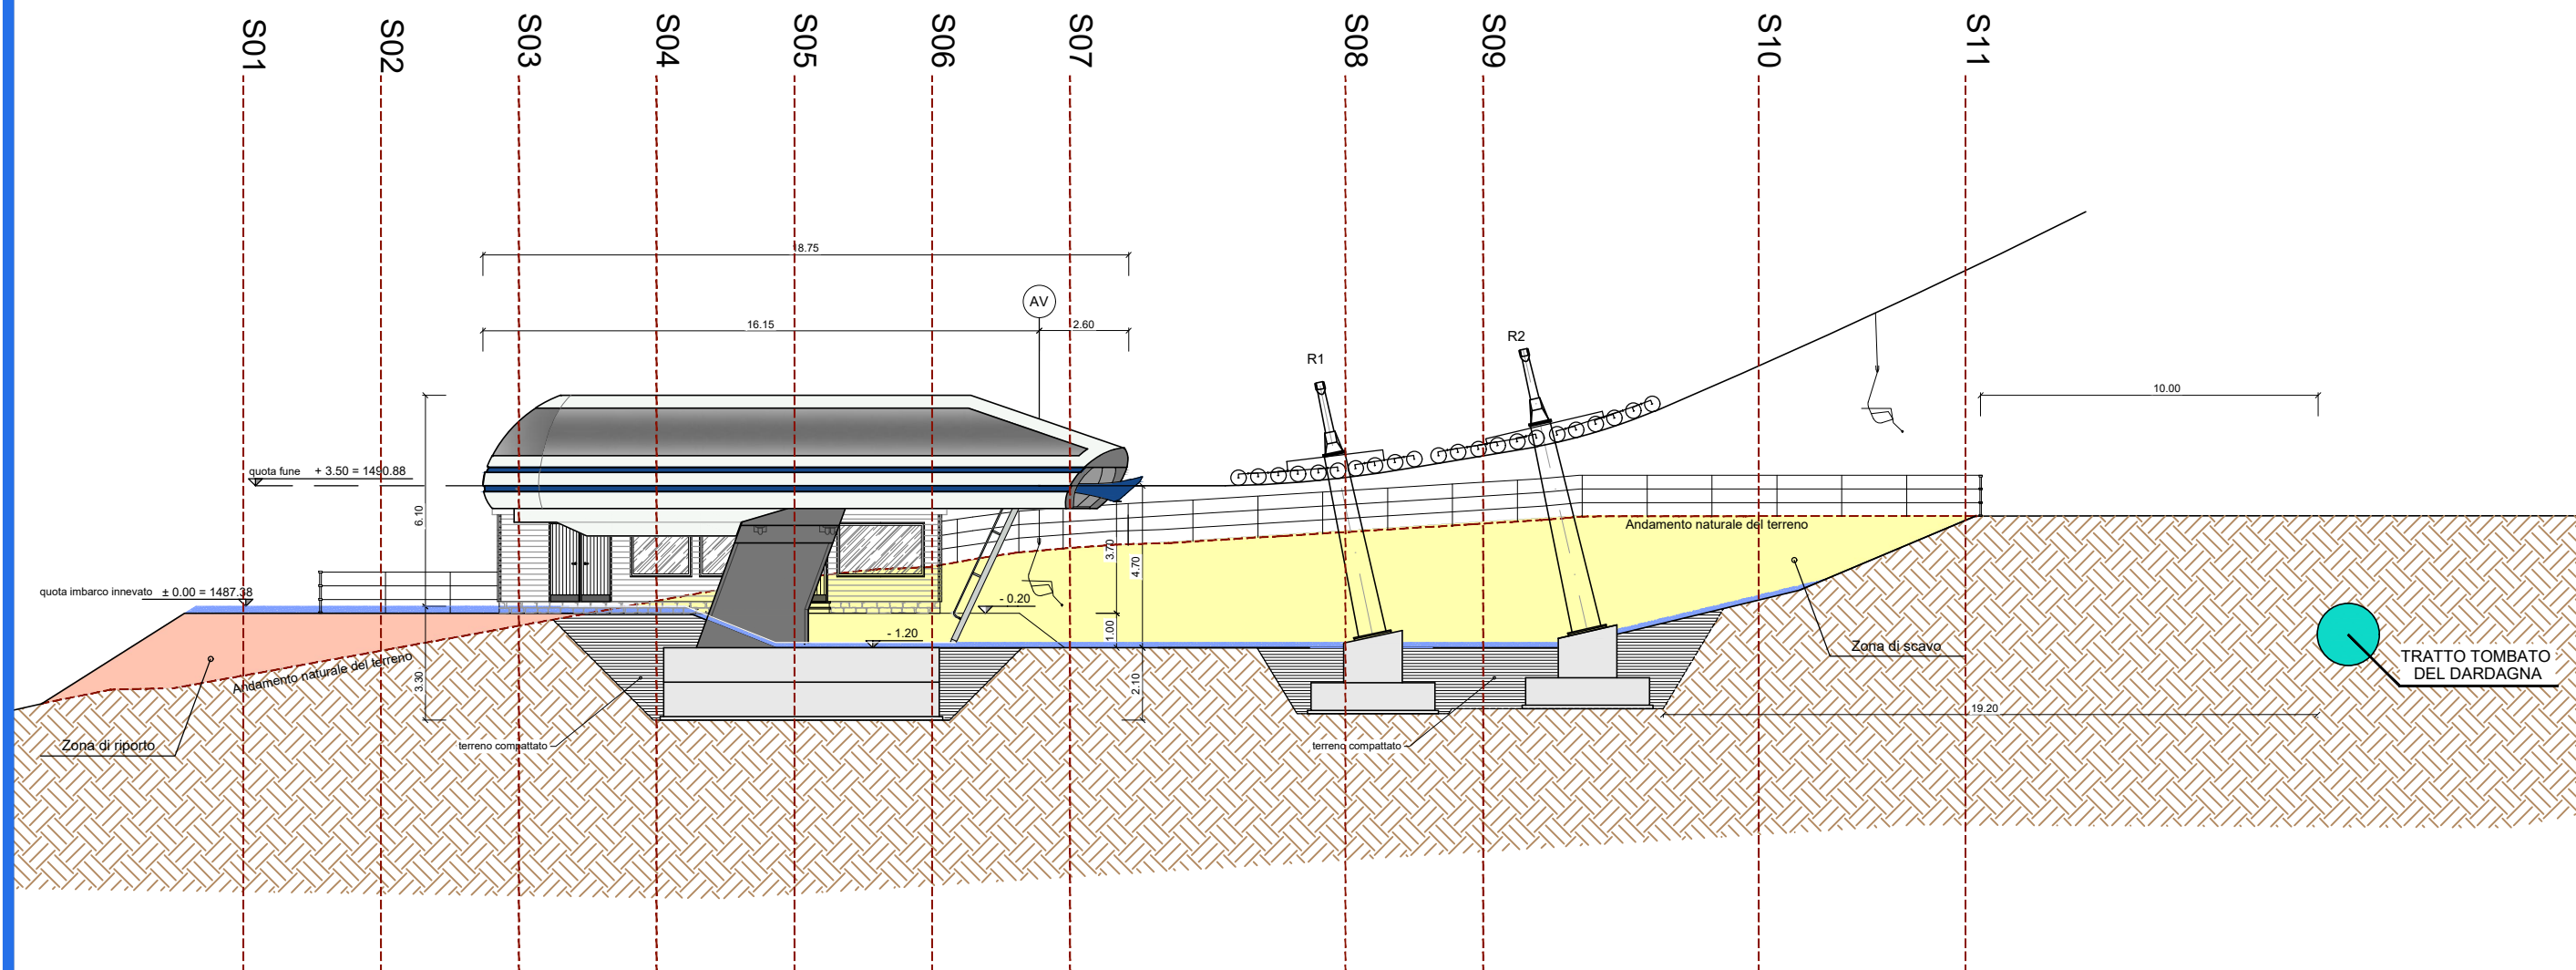 S01
S02
S03
S04
S05
S06
S07
S08
S09
S10
S11
18.75
AV
16.15
2.60
R1
R2
10.00
quota fune + 3.50 = 1490.88
6.10
Andamento naturale del terreno
3.70
4.70
quota imbarco innevato ± 0.00 = 1487.38
- 0.20
- 1.20
1.00
Zona di scavo
TRATTO TOMBATO
DEL DARDAGNA
Andamento naturale del terreno
3.30
2.10
19.20
Zona di riporto
terreno compattato
terreno compattato